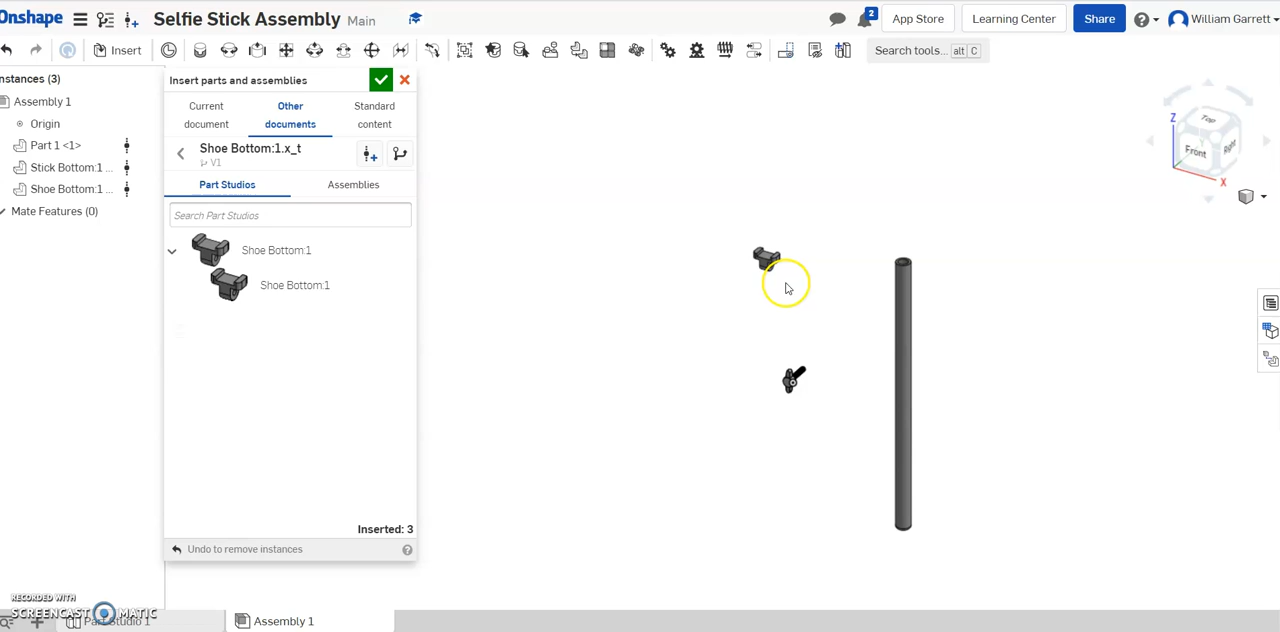 Onshape Selfie Stick Assembly Main 2 App Store Learning Center Share William Garrett
Insert Search tools... alt C
Instances (3)
Assembly 1
Origin
Part 1 <1>
Stick Bottom:1 ...
Shoe Bottom:1 ...
Mate Features (0)
Insert parts and assemblies
Current document
Other documents
Standard content
Shoe Bottom:1.x_t
V1
Part Studios Assemblies
Search Part Studios
Shoe Bottom:1
Shoe Bottom:1
Inserted: 3
Undo to remove instances
Top
Front
Right
Z
X
RECORDED WITH
SCREENCAST MATIC
Part Studio 1
Assembly 1